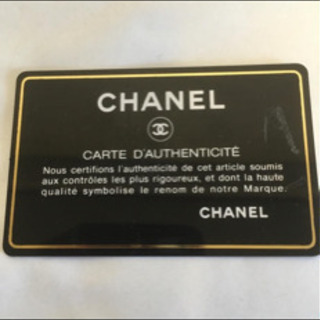 CHANEL
CARTE D'AUTHENTICITÉ
Nous certifions l'authenticité de cet article soumis
aux contrôles les plus rigoureux, et dont la haute
qualité symbolise le renom de notre Marque.
CHANEL